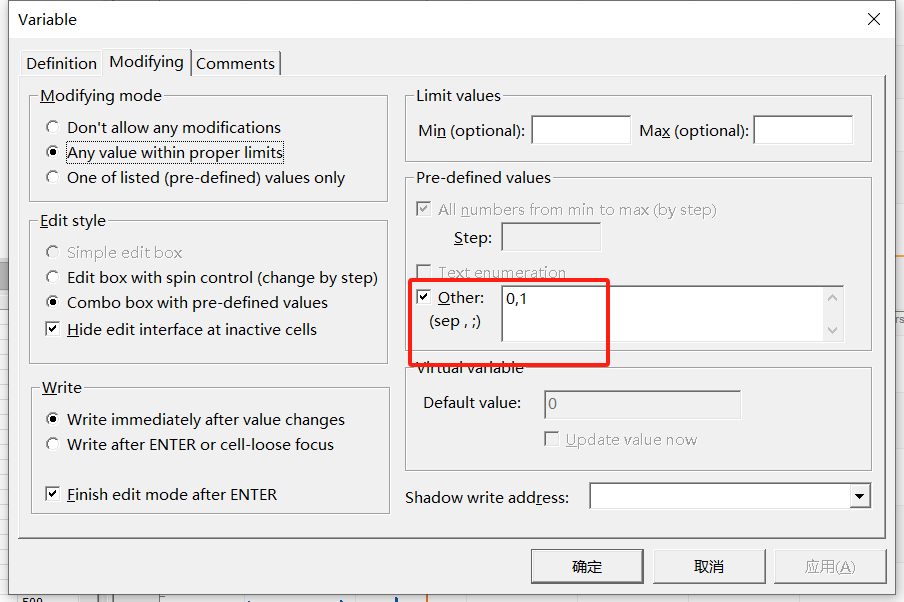 Variable
Definition Modifying Comments
Modifying mode
Don't allow any modifications
Any value within proper limits
One of listed (pre-defined) values only
Edit style
Simple edit box
Edit box with spin control (change by step)
Combo box with pre-defined values
Hide edit interface at inactive cells
Write
Write immediately after value changes
Write after ENTER or cell-loose focus
Finish edit mode after ENTER
Limit values
Min (optional): Max (optional):
Pre-defined values
All numbers from min to max (by step)
Step:
Text enumeration
Other: 0,1
(sep , ;)
Virtual variable
Default value: 0
Update value now
Shadow write address:
确定 取消 应用(A)
500